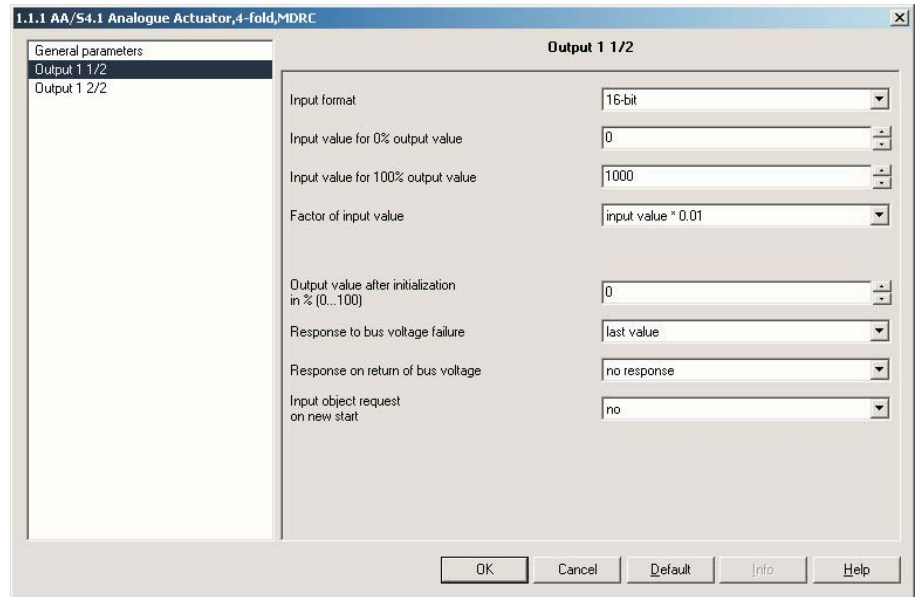 1.1.1 AA/S4.1 Analogue Actuator,4-fold,MDRC
General parameters
Output 1 1/2
Output 1 2/2
Output 1 1/2
Input format
16-bit
Input value for 0% output value
0
Input value for 100% output value
1000
Factor of input value
input value * 0.01
Output value after initialization
in % (0...100)
0
Response to bus voltage failure
last value
Response on return of bus voltage
no response
Input object request
on new start
no
OK
Cancel
Default
Info
Help